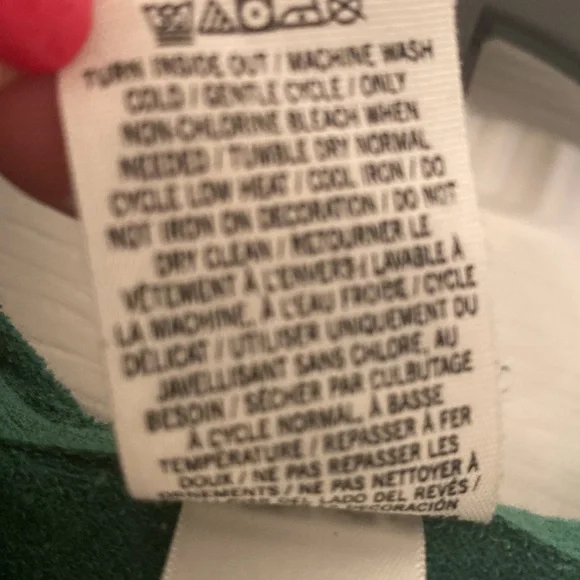 TURN INSIDE OUT / MACHINE WASH
COLD / GENTLE CYCLE / ONLY
NON-CHLORINE BLEACH WHEN
NEEDED / TUMBLE DRY NORMAL
CYCLE LOW HEAT / COOL IRON / DO
NOT IRON ON DECORATION / DO NOT
DRY CLEAN / RETOURNER LE
VÊTEMENT À L'ENVERS / LAVABLE À
LA MACHINE, À L'EAU FROIDE / CYCLE
DÉLICAT / UTILISER UNIQUEMENT DU
JAVELLISANT SANS CHLORE, AU
BESOIN / SÉCHER PAR CULBUTAGE
À CYCLE NORMAL, À BASSE
TEMPÉRATURE / REPASSER À FER
DOUX / NE PAS REPASSER LES
ORNEMENTS / NE PAS NETTOYER À
DEL LADO DEL REVÉS /
DECORACIÓN